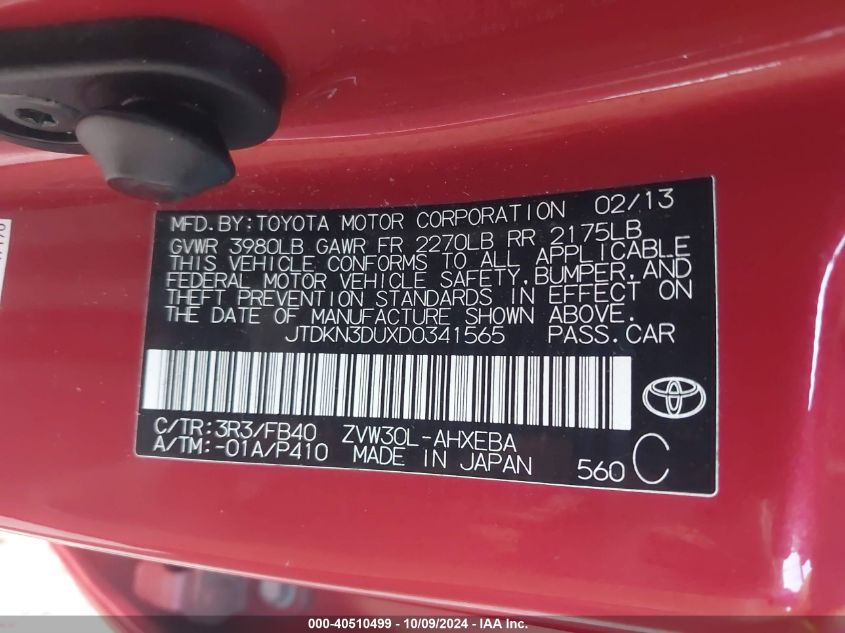 MFD. BY: TOYOTA MOTOR CORPORATION 02/13
GVWR 3980LB GAWR FR 2270LB RR 2175LB
THIS VEHICLE CONFORMS TO ALL APPLICABLE
FEDERAL MOTOR VEHICLE SAFETY, BUMPER, AND
THEFT PREVENTION STANDARDS IN EFFECT ON
THE DATE OF MANUFACTURE SHOWN ABOVE.
JTDKN3DUXD0341565 PASS. CAR
C/TR: 3R3/FB40 ZVW30L-AHXEBA
A/TM: -01A/P410 MADE IN JAPAN 560 C
000-40510499 - 10/09/2024 - IAA Inc.